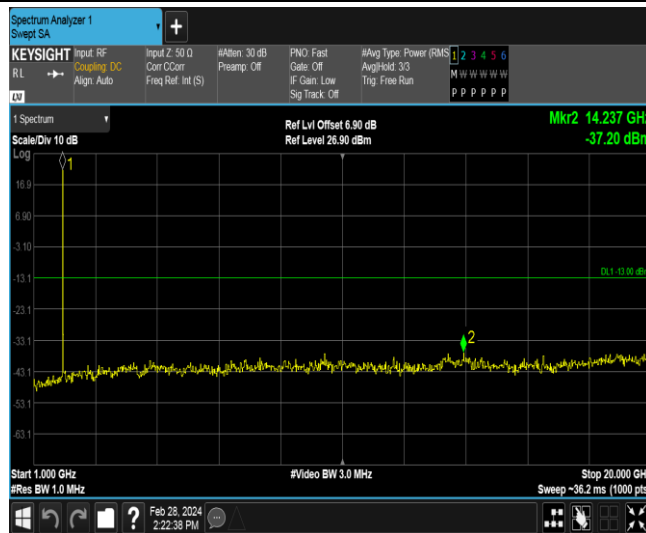 Spectrum Analyzer 1
Swept SA
+
KEYSIGHT
RL
Input: RF
Coupling: DC
Align: Auto
Input Z: 50 Ω
Corr CCorr
Freq Ref: Int (S)
#Atten: 30 dB
Preamp: Off
PNO: Fast
Gate: Off
IF Gain: Low
Sig Track: Off
#Avg Type: Power (RMS
Avg|Hold: 3/3
Trig: Free Run
1 2 3 4 5 6
M W W W W W
P P P P P P
1 Spectrum
Scale/Div 10 dB
Log
Ref Lvl Offset 6.90 dB
Ref Level 26.90 dBm
Mkr2 14.237 GHz
-37.20 dBm
1
16.9
6.90
-3.10
-13.1
DL1 -13.00 dBm
-23.1
-33.1
2
-43.1
-53.1
-63.1
Start 1.000 GHz
#Res BW 1.0 MHz
#Video BW 3.0 MHz
Stop 20.000 GH
Sweep ~36.2 ms (1000 pts
?
Feb 28, 2024
2:22:38 PM